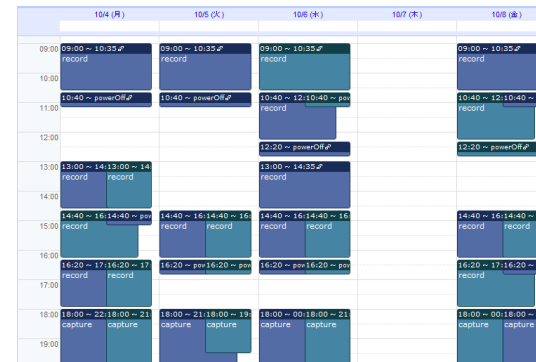 10/4 (月) 10/5 (火) 10/6 (水) 10/7 (木) 10/8 (金)
09:00 09:00 ~ 10:35 09:00 ~ 10:35 09:00 ~ 10:35 09:00 ~ 10:35
record record record record
10:00
10:40 ~ powerOff 10:40 ~ powerOff 10:40 ~ 12: 10:40 ~ pow 10:40 ~ 12: 10:40 ~
11:00 record record
12:00
12:20 ~ powerOff 12:20 ~ powerOff
13:00 13:00 ~ 14: 13:00 ~ 14: 13:00 ~ 14:35
record record record
14:00
14:40 ~ 16: 14:40 ~ pow 14:40 ~ 16: 14:40 ~ 16: 14:40 ~ 16: 14:40 ~ 16: 14:40 ~ 16: 14:40 ~
15:00 record record record record record record record
16:00
16:20 ~ 17: 16:20 ~ 17: 16:20 ~ pow 16:20 ~ pow 16:20 ~ pow 16:20 ~ pow 16:20 ~ 17: 16:20 ~
record record record
17:00
18:00 18:00 ~ 22: 18:00 ~ 21: 18:00 ~ 21: 18:00 ~ 19: 18:00 ~ 00: 18:00 ~ 21: 18:00 ~ 00: 18:00 ~
capture capture capture capture capture capture capture capture
19:00